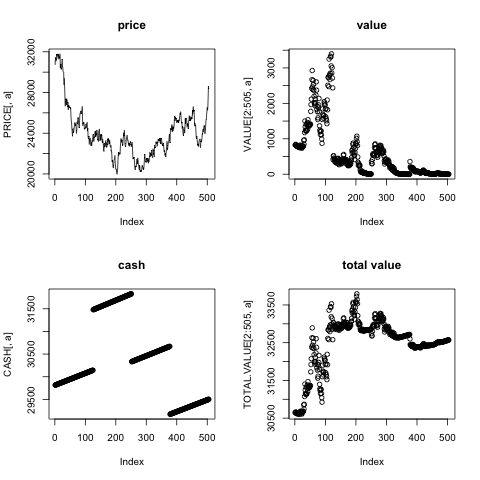 price
PRICE[, a]
20000 24000 28000 32000
0 100 200 300 400 500
Index
value
VALUE[2:505, a]
0 1000 2000 3000
0 100 200 300 400 500
Index
cash
CASH[, a]
29500 30500 31500
0 100 200 300 400 500
Index
total value
TOTAL.VALUE[2:505, a]
30500 31500 32500 33500
0 100 200 300 400 500
Index